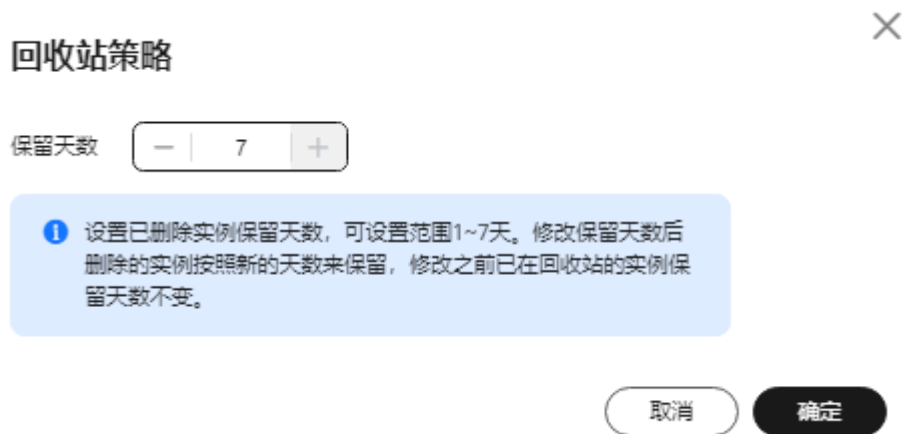 回收站策略
保留天数 7
设置已删除实例保留天数，可设置范围1~7天。修改保留天数后
删除的实例按照新的天数来保留，修改之前已在回收站的实例保
留天数不变。
取消 确定